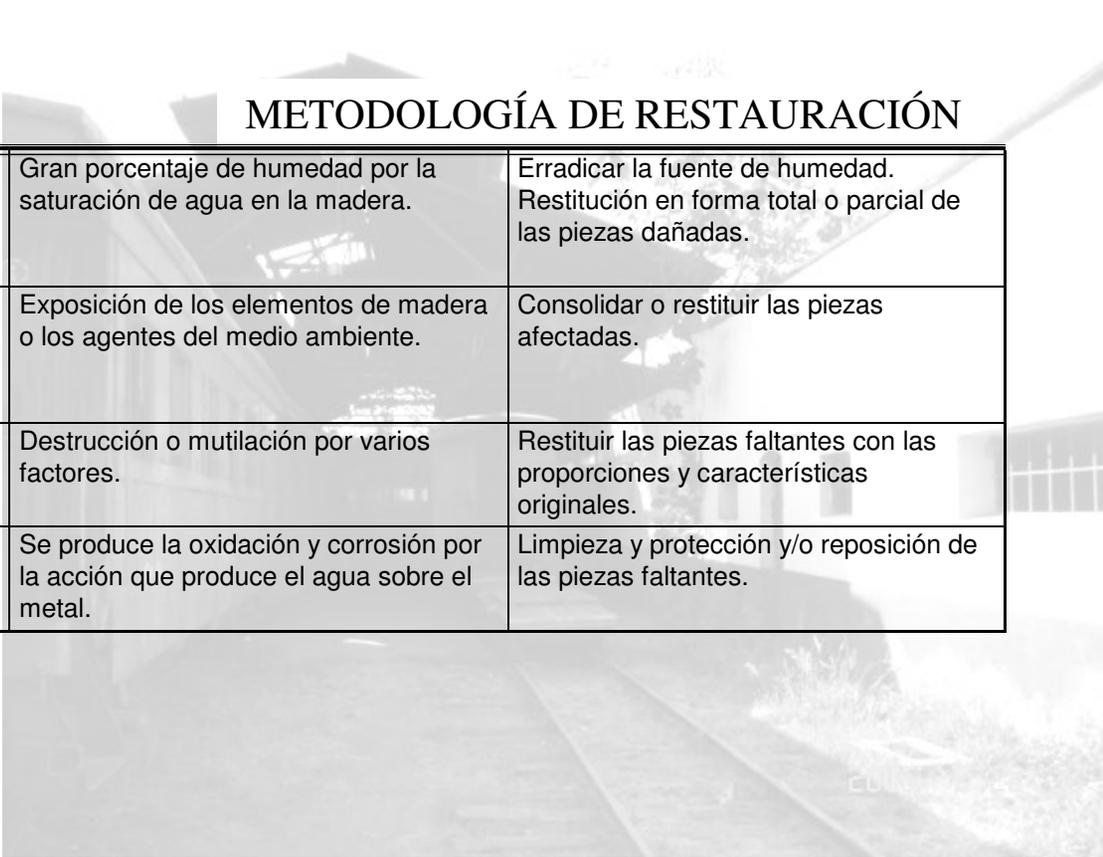 METODOLOGÍA DE RESTAURACIÓN
Gran porcentaje de humedad por la
saturación de agua en la madera.
Erradicar la fuente de humedad.
Restitución en forma total o parcial de
las piezas dañadas.
Exposición de los elementos de madera
o los agentes del medio ambiente.
Consolidar o restituir las piezas
afectadas.
Destrucción o mutilación por varios
factores.
Restituir las piezas faltantes con las
proporciones y características
originales.
Se produce la oxidación y corrosión por
la acción que produce el agua sobre el
metal.
Limpieza y protección y/o reposición de
las piezas faltantes.